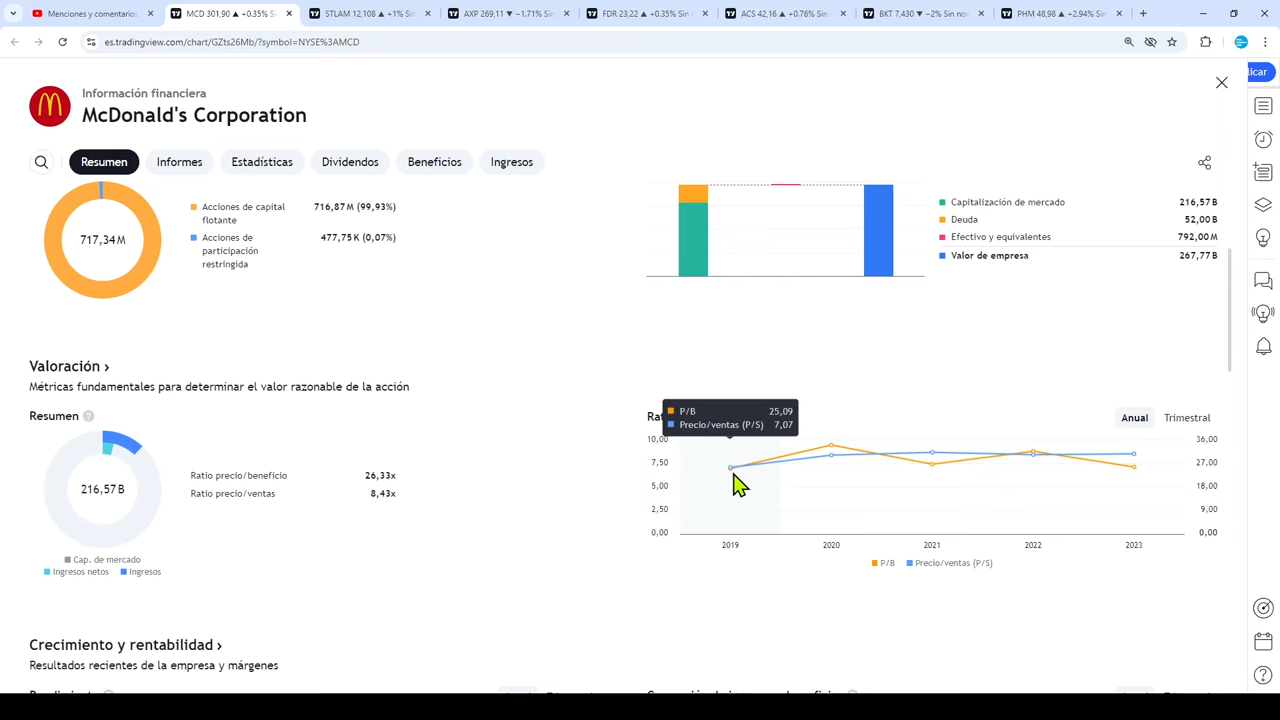 Menciones y comentarios
MCD 301,90 ▲ +0.35% Sin
STLAM 12,108 ▲ +1% Sin
AXP 269,11 ▼ −1.71% Sin
FDR 23,22 ▲ +0.35% Sin
ACS 42,16 ▲ +0.76% Sin
BKT 7,430 ▼ −2% Sin
PHM 48,98 ▲ +2.94% Sin
es.tradingview.com/chart/GZts26Mb/?symbol=NYSE%3AMCD
icar
Información financiera
McDonald's Corporation
Resumen
Informes
Estadísticas
Dividendos
Beneficios
Ingresos
717,34 M
Acciones de capital
flotante
716,87 M (99,93%)
Acciones de
participación
restringida
477,75 K (0,07%)
Capitalización de mercado 216,57 B
Deuda 52,00 B
Efectivo y equivalentes 792,00 M
Valor de empresa 267,77 B
Valoración ›
Métricas fundamentales para determinar el valor razonable de la acción
Resumen
216,57 B
Ratio precio/beneficio 26,33x
Ratio precio/ventas 8,43x
Cap. de mercado
Ingresos netos Ingresos
P/B 25,09
Precio/ventas (P/S) 7,07
Anual
Trimestral
10,00
7,50
5,00
2,50
0,00
36,00
27,00
18,00
9,00
0,00
2019 2020 2021 2022 2023
P/B Precio/ventas (P/S)
Crecimiento y rentabilidad ›
Resultados recientes de la empresa y márgenes